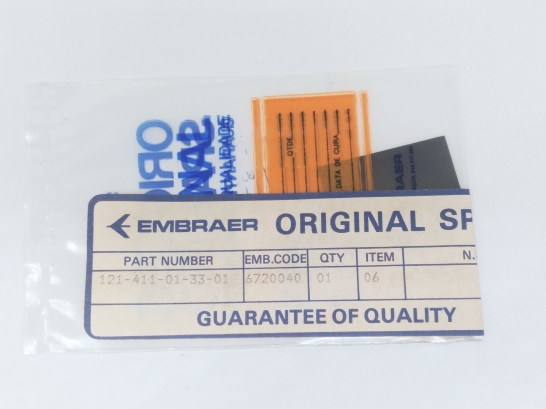 QTDE
DATA DE CURA
EMBRAER
EMBRAER ORIGINAL SP
PART NUMBER EMB.CODE QTY ITEM N.
121-411-01-33-01 6720040 01 06
GUARANTEE OF QUALITY